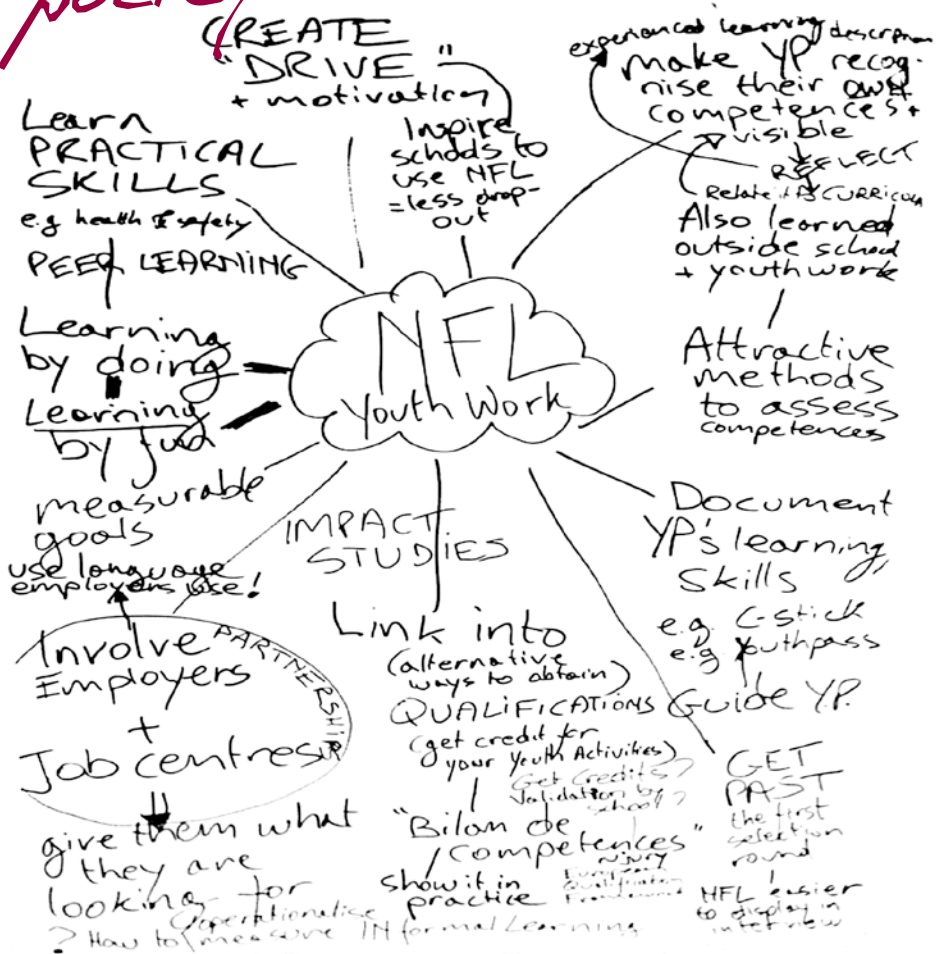 CREATE
"DRIVE"
+ motivation
Inspire
schools to
use NFL
=less drop-
out
experienced learning description
make YP recog-
nise their own
competences +
visible
REFLECT
Relate it to CURRICULA
Also learned
outside school
+ youthwork
Learn
PRACTICAL
SKILLS
e.g health & safety
PEER LEARNING
Learning
by doing
Learning
by fun
NFL
Youth Work
Attractive
methods
to assess
competences
measurable
goals
use language
employers use!
IMPACT
STUDIES
Document
YP's learning,
Skills
e.g. C-stick
e.g. Youthpass
Guide Y.P.
Involve
Employers
+
Job centres
PARTNERSHIP
give them what
they are
looking for
Link into
(alternative
ways to obtain)
QUALIFICATIONS
(get credit for
your Youth Activities)
Get Credits?
Validation by
school?
"Bilan de
competences"
show it in
practice
European
Qualification
Framework
GET
PAST
the first
selection
round
NFL easier
to display in
interview
Operationalise
? How to (measure INformal Learning